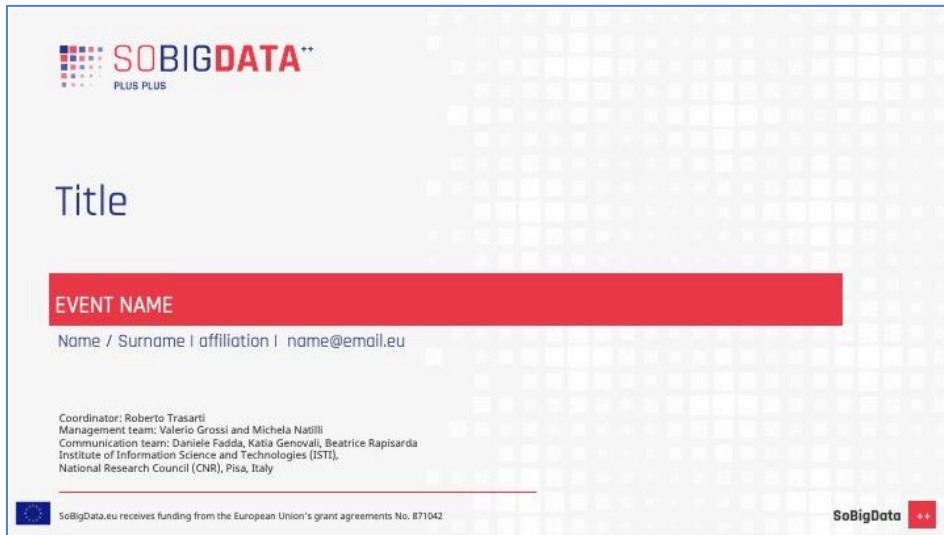 SOBIGDATA++
PLUS PLUS
Title
EVENT NAME
Name / Surname | affiliation | name@email.eu
Coordinator: Roberto Trasarti
Management team: Valerio Grossi and Michela Natilli
Communication team: Daniele Fadda, Katia Genovali, Beatrice Rapisarda
Institute of Information Science and Technologies (ISTI),
National Research Council (CNR), Pisa, Italy
SoBigData.eu receives funding from the European Union's grant agreements No. 871042
SoBigData ++